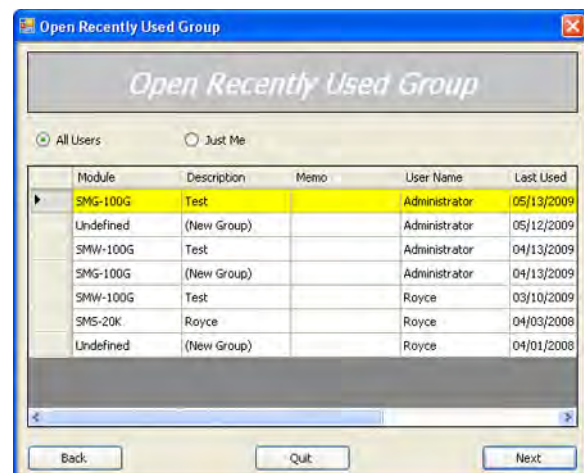 Open Recently Used Group
Open Recently Used Group
All Users Just Me
Module Description Memo User Name Last Used
SMG-100G Test Administrator 05/13/2009
Undefined (New Group) Administrator 05/12/2009
SMW-100G Test Administrator 04/13/2009
SMG-100G (New Group) Administrator 04/13/2009
SMW-100G Test Royce 03/10/2009
SMS-20K Royce Royce 04/03/2008
Undefined (New Group) Royce 04/01/2008
Back Quit Next